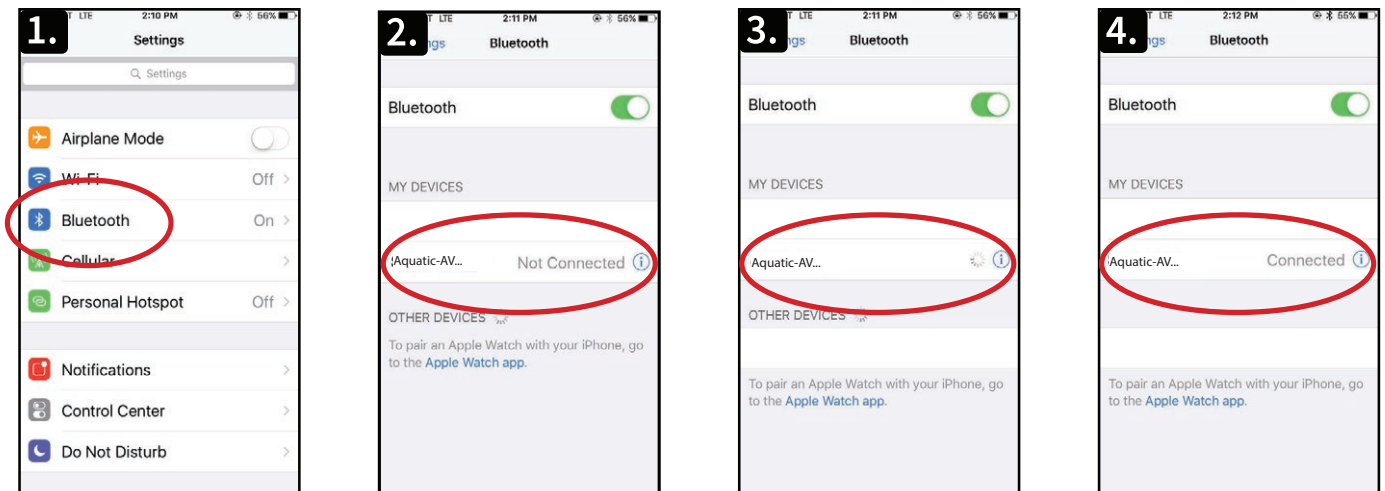 1.
T LTE 2:10 PM 56%
Settings
Settings
Airplane Mode
Wi-Fi Off
Bluetooth On
Cellular
Personal Hotspot Off
Notifications
Control Center
Do Not Disturb
2.
T LTE 2:11 PM 56%
ngs Bluetooth
Bluetooth
MY DEVICES
Aquatic-AV... Not Connected
OTHER DEVICES
To pair an Apple Watch with your iPhone, go
to the Apple Watch app.
3.
T LTE 2:11 PM 56%
ngs Bluetooth
Bluetooth
MY DEVICES
Aquatic-AV...
OTHER DEVICES
To pair an Apple Watch with your iPhone, go
to the Apple Watch app.
4.
T LTE 2:12 PM 55%
ngs Bluetooth
Bluetooth
MY DEVICES
Aquatic-AV... Connected
To pair an Apple Watch with your iPhone, go
to the Apple Watch app.